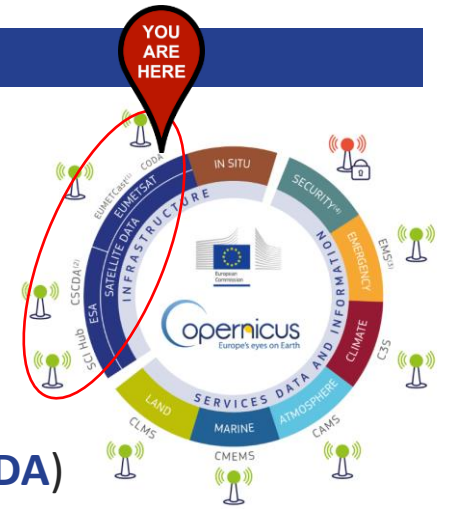 YOU
ARE
HERE
CODA
EUMETCast(1)
EUMETSAT
SATELLITE DATA
ESA
CSCDA(2)
SCI Hub
INFRASTRUCTURE
IN SITU
SECURITY(4)
EMERGENCY
EMS(3)
CLIMATE
C3S
ATMOSPHERE
CAMS
MARINE
CMEMS
LAND
CLMS
SERVICES DATA AND INFORMATION
European
Commission
opernicus
Europe's eyes on Earth
DA)